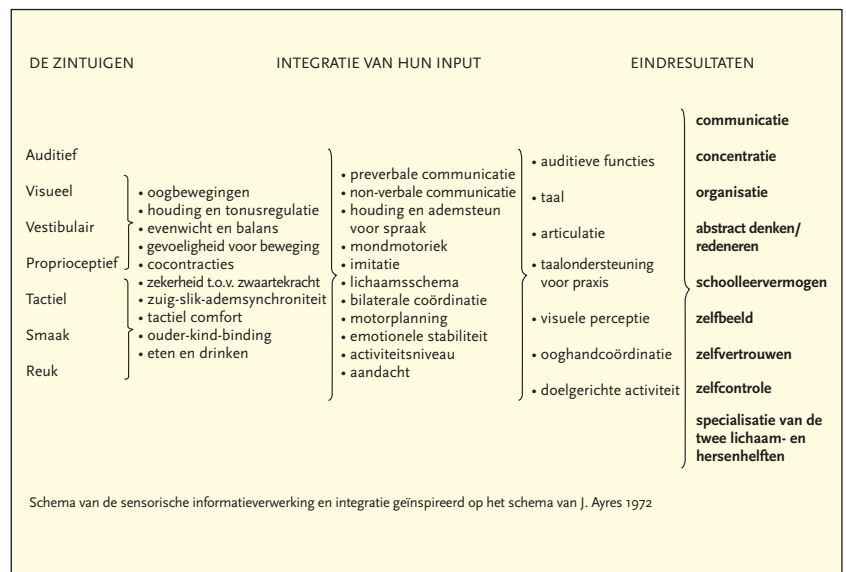 DE ZINTUIGEN
INTEGRATIE VAN HUN INPUT
EINDRESULTATEN
Auditief
Visueel
Vestibulair
Proprioceptief
Tactiel
Smaak
Reuk
• oogbewegingen
• houding en tonusregulatie
• evenwicht en balans
• gevoeligheid voor beweging
• cocontracties
• zekerheid t.o.v. zwaartekracht
• zuig-slik-ademsynchroniteit
• tactiel comfort
• ouder-kind-binding
• eten en drinken
• preverbale communicatie
• non-verbale communicatie
• houding en ademsteun
voor spraak
• mondmotoriek
• imitatie
• lichaamsschema
• bilaterale coördinatie
• motorplanning
• emotionele stabiliteit
• activiteitsniveau
• aandacht
• auditieve functies
• taal
• articulatie
• taalondersteuning
voor praxis
• visuele perceptie
• ooghandcoördinatie
• doelgerichte activiteit
communicatie
concentratie
organisatie
abstract denken/
redeneren
schoolleervermogen
zelfbeeld
zelfvertrouwen
zelfcontrole
specialisatie van de
twee lichaam- en
hersenhelften
Schema van de sensorische informatieverwerking en integratie geïnspireerd op het schema van J. Ayres 1972